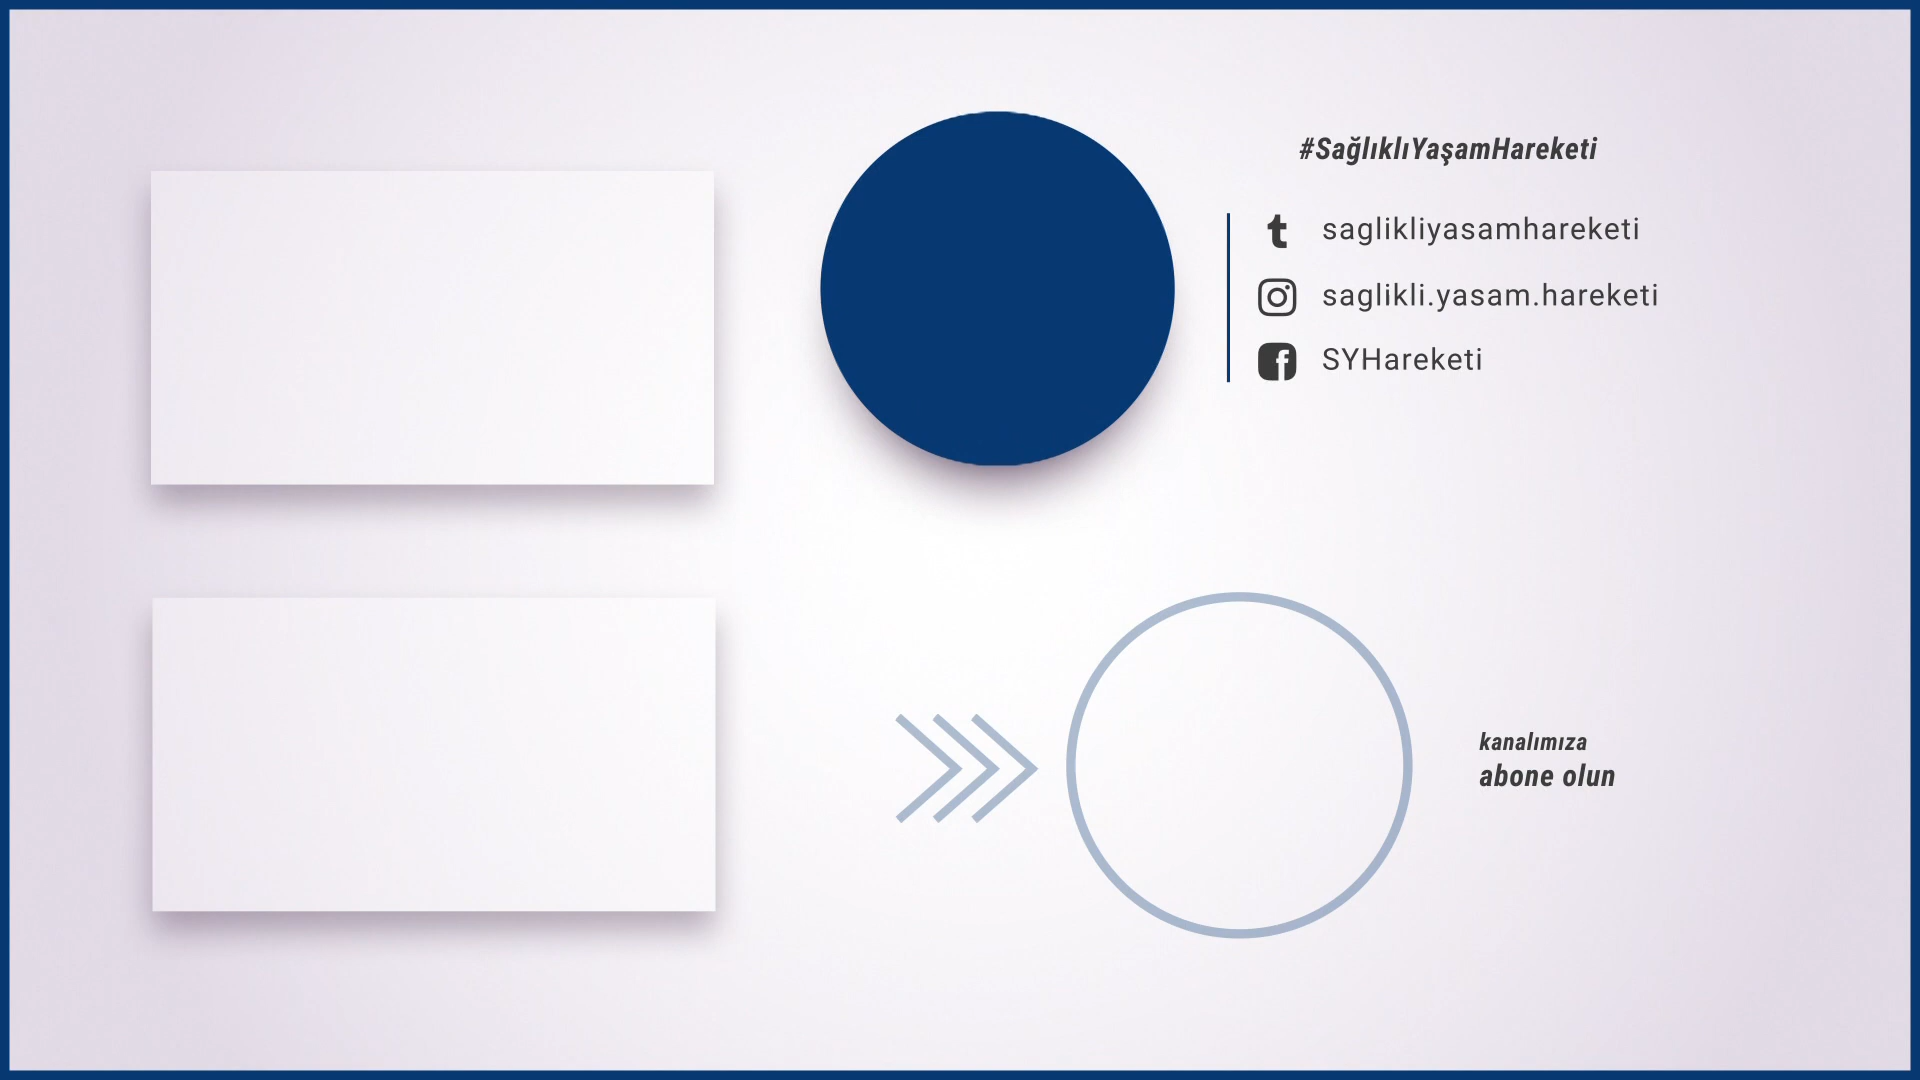 #SağlıklıYaşamHareketi
saglikliyasamhareketi
saglikli.yasam.hareketi
SYHareketi
kanalımıza
abone olun